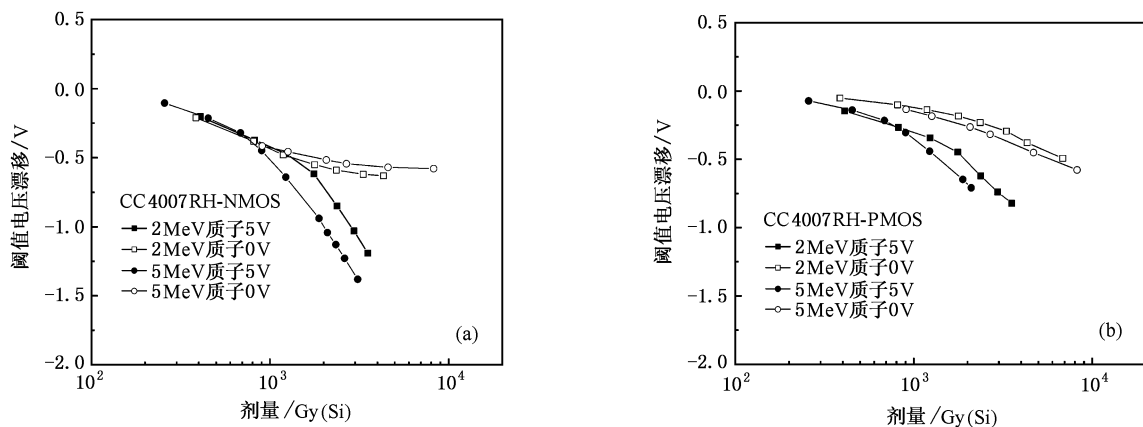 0.5
0.0
−0.5
−1.0
−1.5
−2.0
阈值电压漂移/V
CC4007RH-NMOS
2MeV质子5V
2MeV质子0V
5MeV质子5V
5MeV质子0V
(a)
10²
10³
10⁴
剂量/Gy(Si)
0.5
0.0
−0.5
−1.0
−1.5
−2.0
阈值电压漂移/V
CC4007RH-PMOS
2MeV质子5V
2MeV质子0V
5MeV质子5V
5MeV质子0V
(b)
10²
10³
10⁴
剂量/Gy(Si)